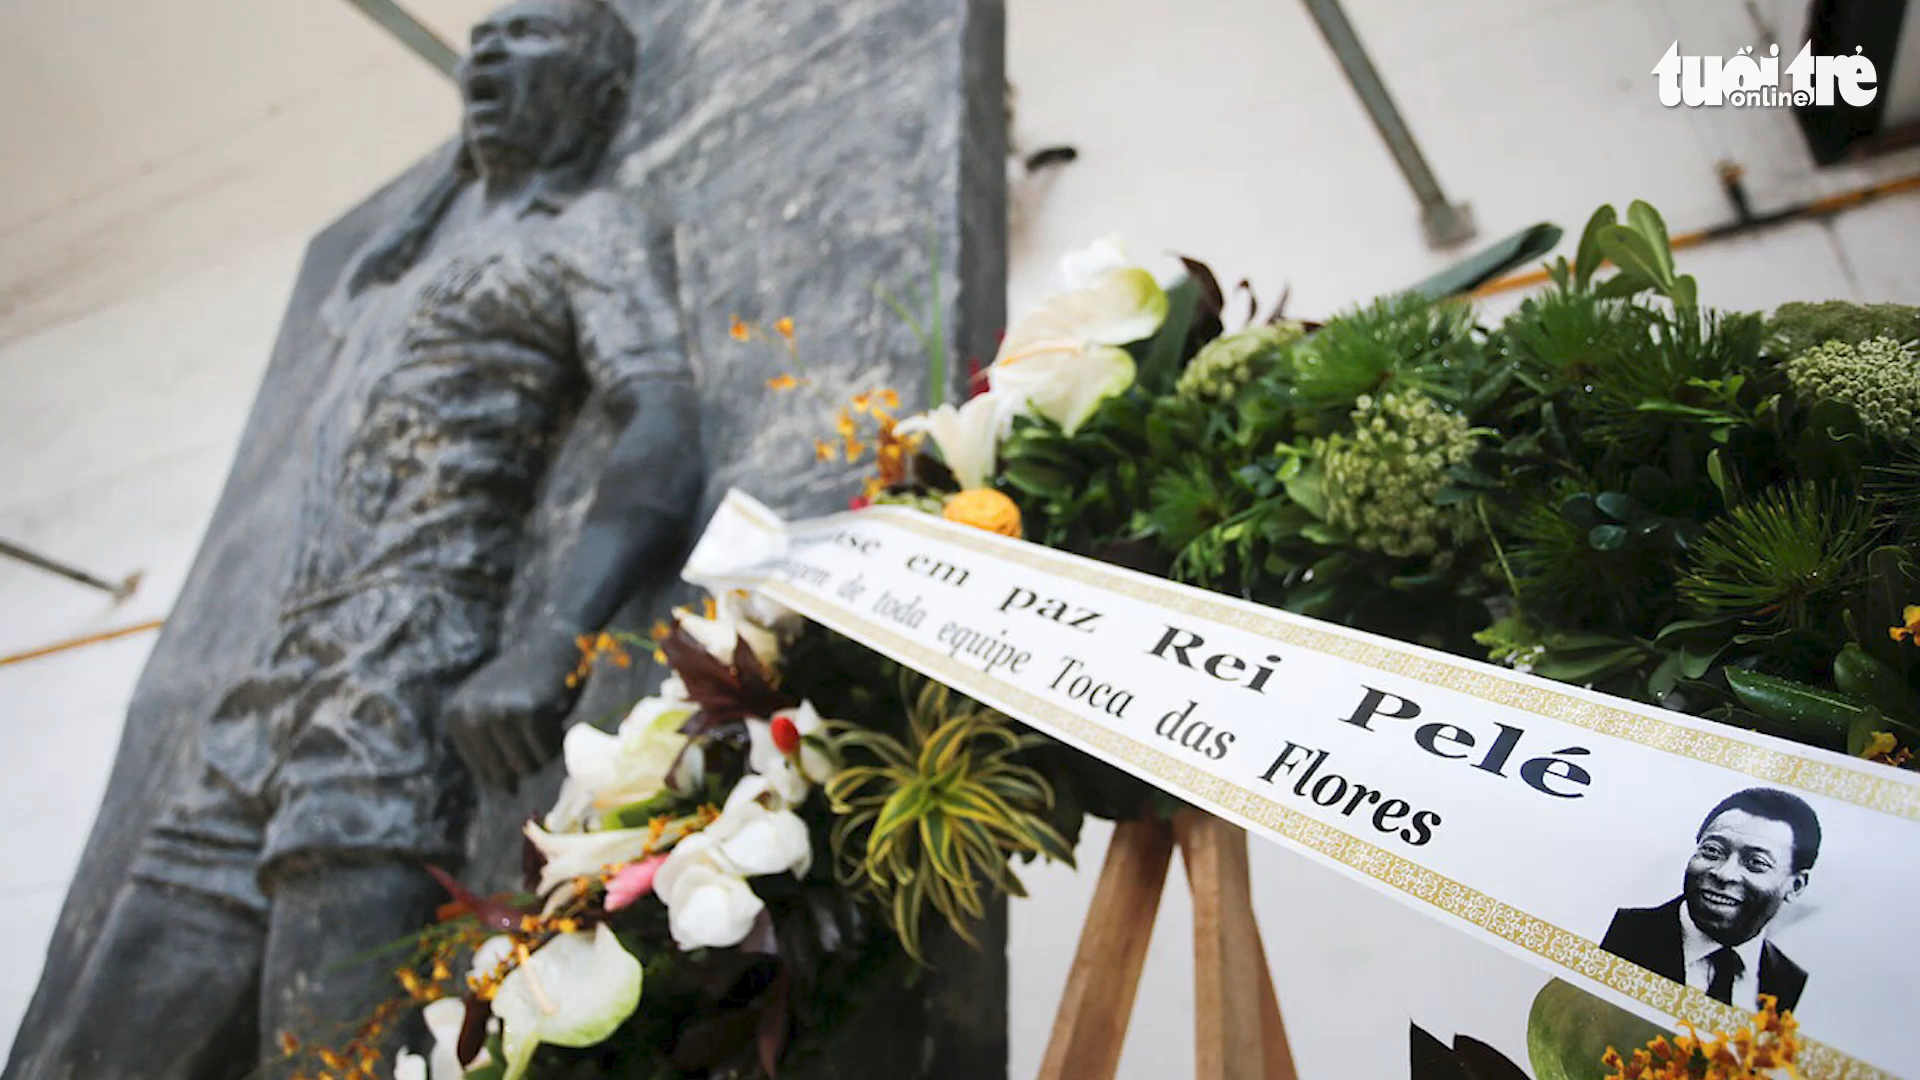 tuổi trẻ
online
em paz Rei Pelé
de toda equipe Toca das Flores